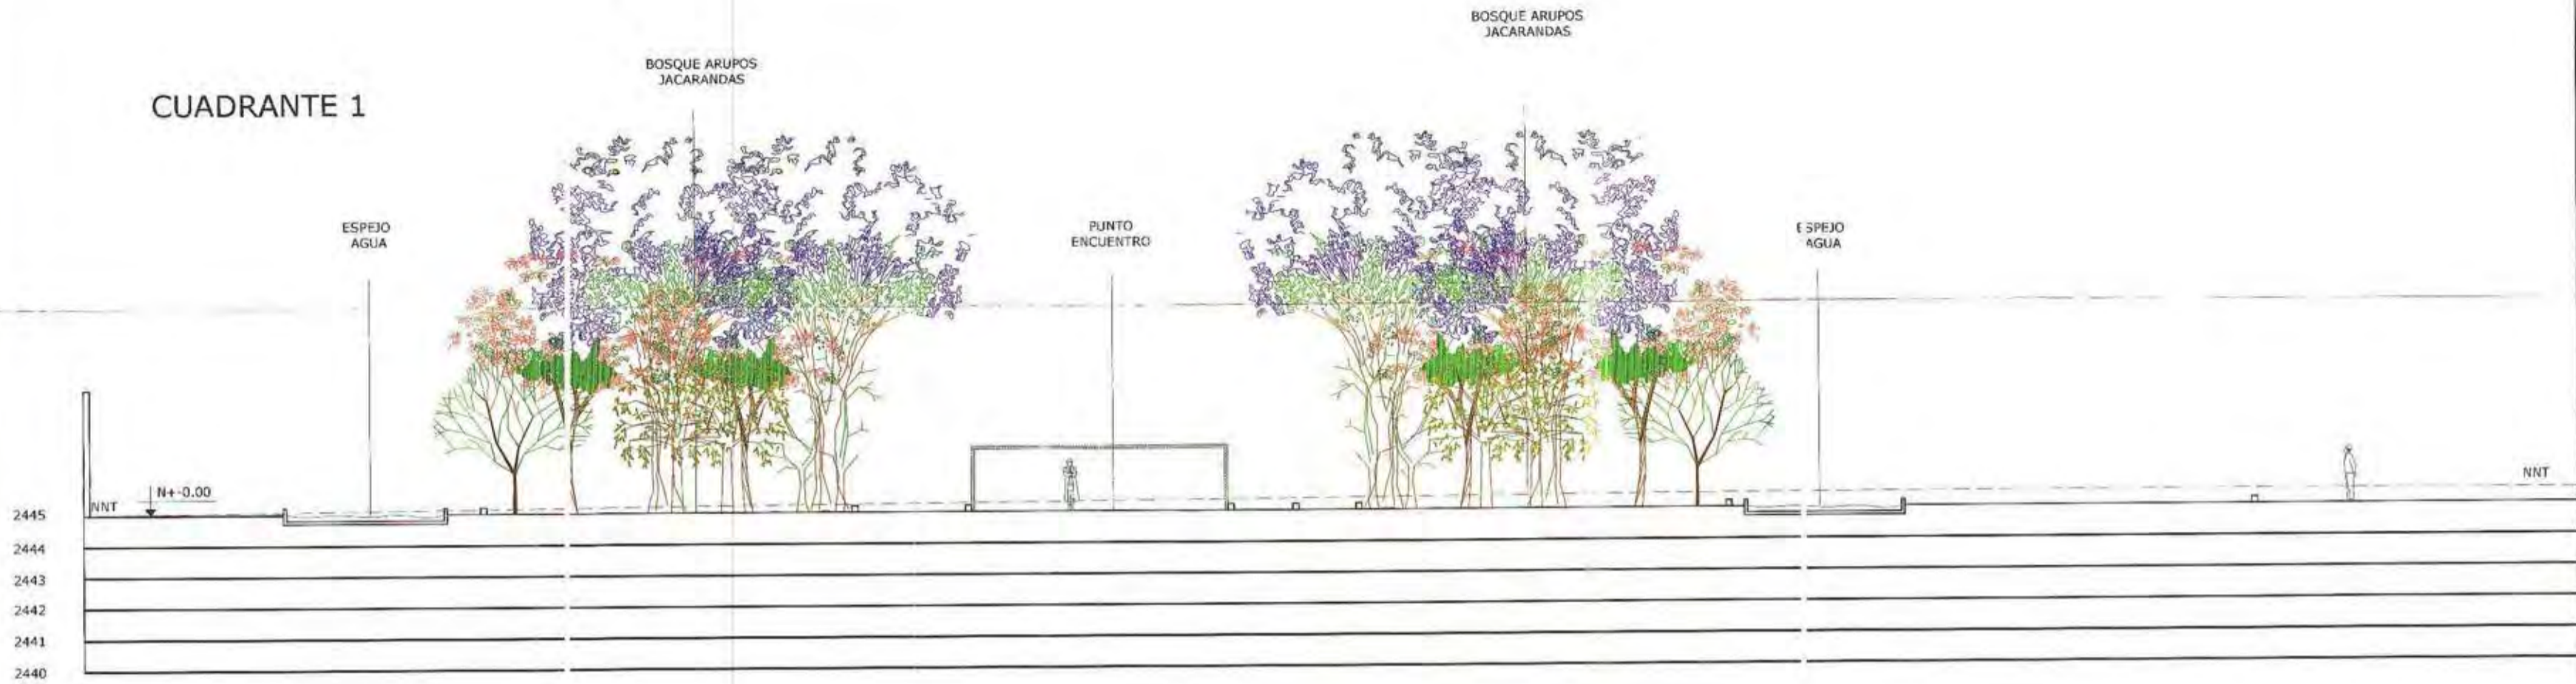 BOSQUE ARUPOS
JACARANDAS
BOSQUE ARUPOS
JACARANDAS
CUADRANTE 1
ESPEJO
AGUA
PUNTO
ENCUENTRO
ESPEJO
AGUA
NNT
N+-0.00
NNT
2445
2444
2443
2442
2441
2440